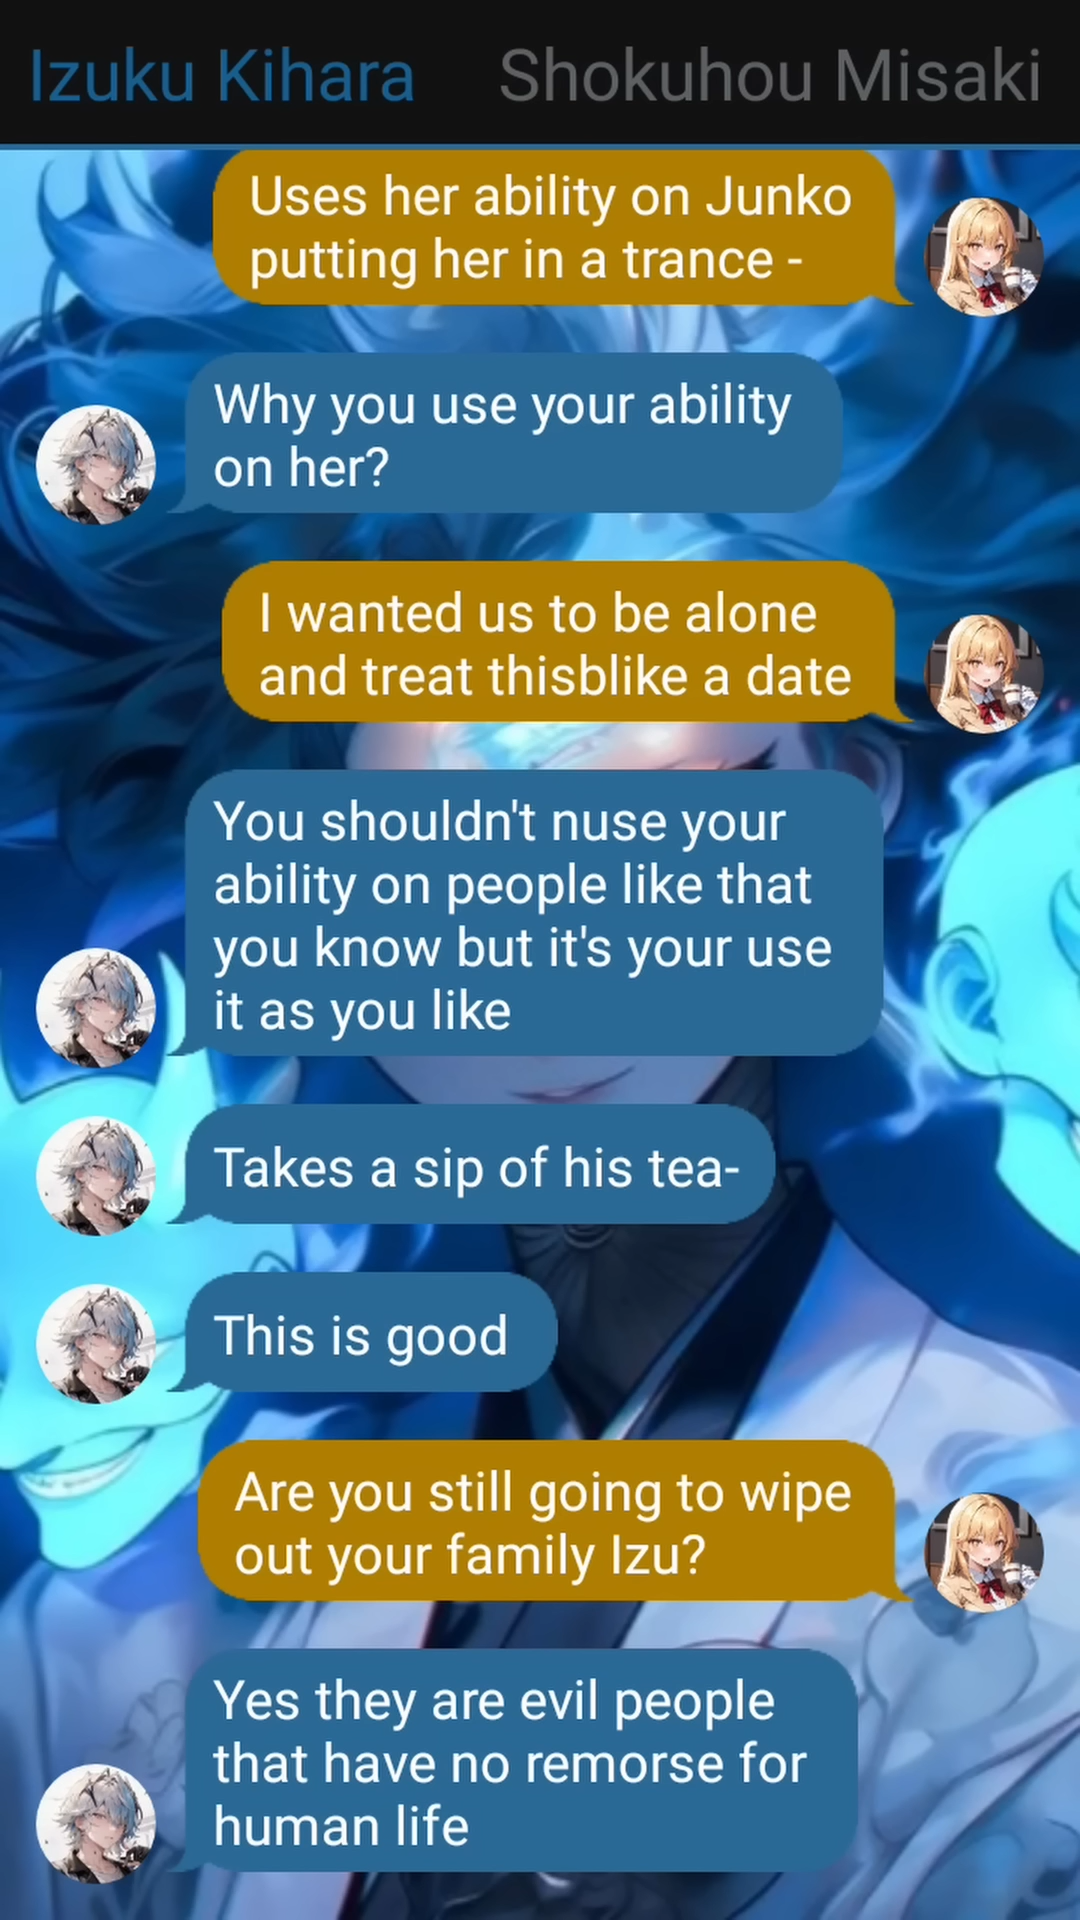 Izuku Kihara Shokuhou Misaki
Uses her ability on Junko
putting her in a trance -
Why you use your ability
on her?
I wanted us to be alone
and treat thisblike a date
You shouldn't nuse your
ability on people like that
you know but it's your use
it as you like
Takes a sip of his tea-
This is good
Are you still going to wipe
out your family Izu?
Yes they are evil people
that have no remorse for
human life